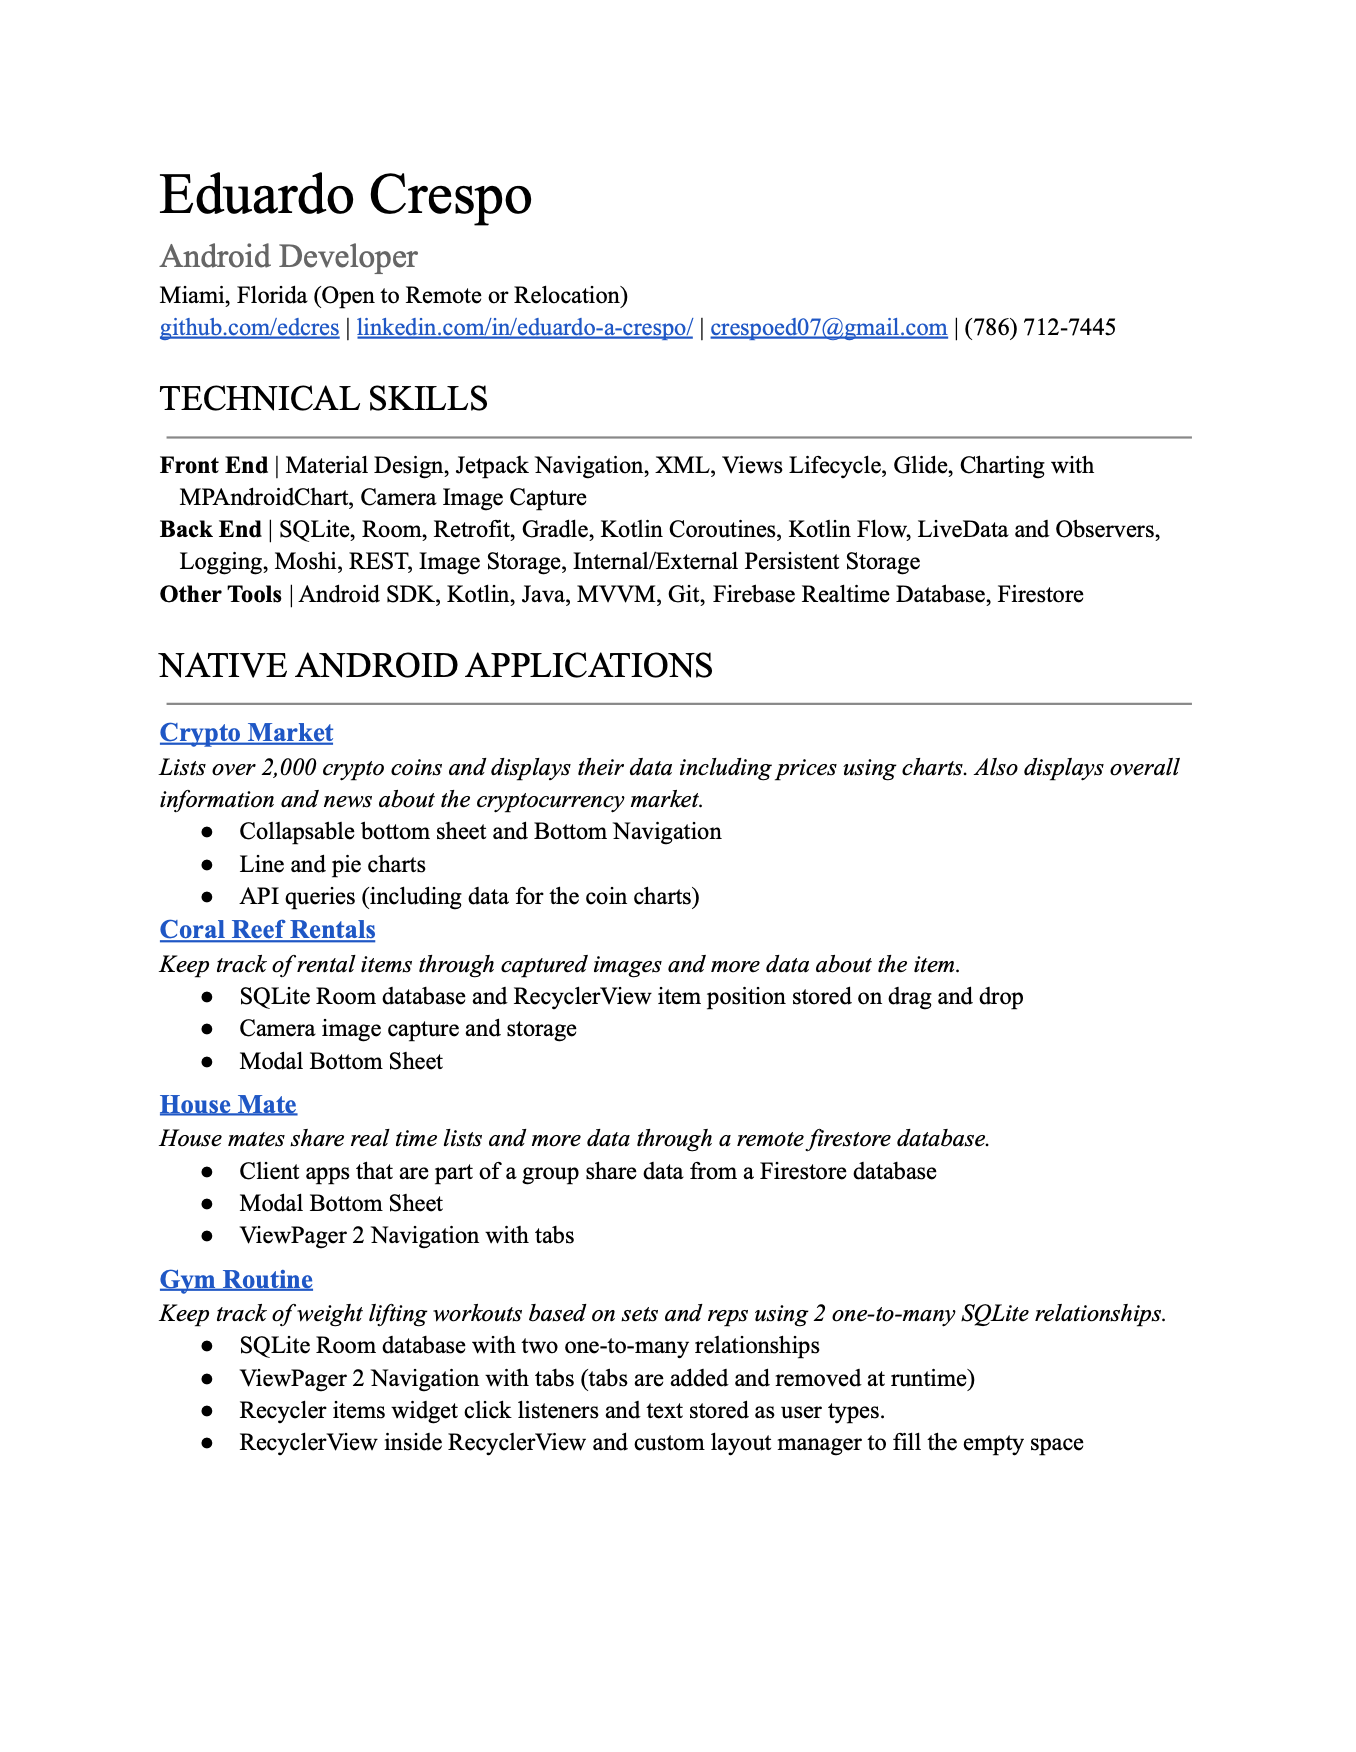 Eduardo Crespo
Android Developer
Miami, Florida (Open to Remote or Relocation)
github.com/edcres | linkedin.com/in/eduardo-a-crespo/ | crespoed07@gmail.com | (786) 712-7445
TECHNICAL SKILLS
Front End | Material Design, Jetpack Navigation, XML, Views Lifecycle, Glide, Charting with
MPAndroidChart, Camera Image Capture
Back End | SQLite, Room, Retrofit, Gradle, Kotlin Coroutines, Kotlin Flow, LiveData and Observers,
Logging, Moshi, REST, Image Storage, Internal/External Persistent Storage
Other Tools | Android SDK, Kotlin, Java, MVVM, Git, Firebase Realtime Database, Firestore
NATIVE ANDROID APPLICATIONS
Crypto Market
Lists over 2,000 crypto coins and displays their data including prices using charts. Also displays overall
information and news about the cryptocurrency market.
● Collapsable bottom sheet and Bottom Navigation
● Line and pie charts
● API queries (including data for the coin charts)
Coral Reef Rentals
Keep track of rental items through captured images and more data about the item.
● SQLite Room database and RecyclerView item position stored on drag and drop
● Camera image capture and storage
● Modal Bottom Sheet
House Mate
House mates share real time lists and more data through a remote firestore database.
● Client apps that are part of a group share data from a Firestore database
● Modal Bottom Sheet
● ViewPager 2 Navigation with tabs
Gym Routine
Keep track of weight lifting workouts based on sets and reps using 2 one-to-many SQLite relationships.
● SQLite Room database with two one-to-many relationships
● ViewPager 2 Navigation with tabs (tabs are added and removed at runtime)
● Recycler items widget click listeners and text stored as user types.
● RecyclerView inside RecyclerView and custom layout manager to fill the empty space